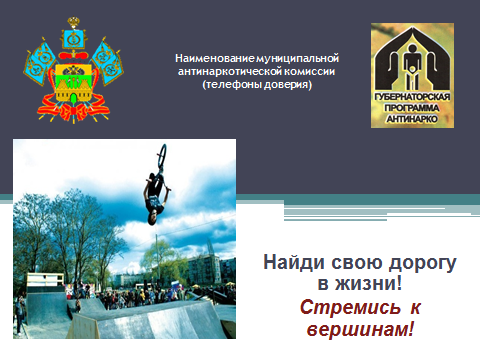 Наименование муниципальной
антинаркотической комиссии
(телефоны доверия)
ГУБЕРНАТОРСКАЯ
ПРОГРАММА
АНТИНАРКО
Найди свою дорогу
в жизни!
Стремись к
вершинам!